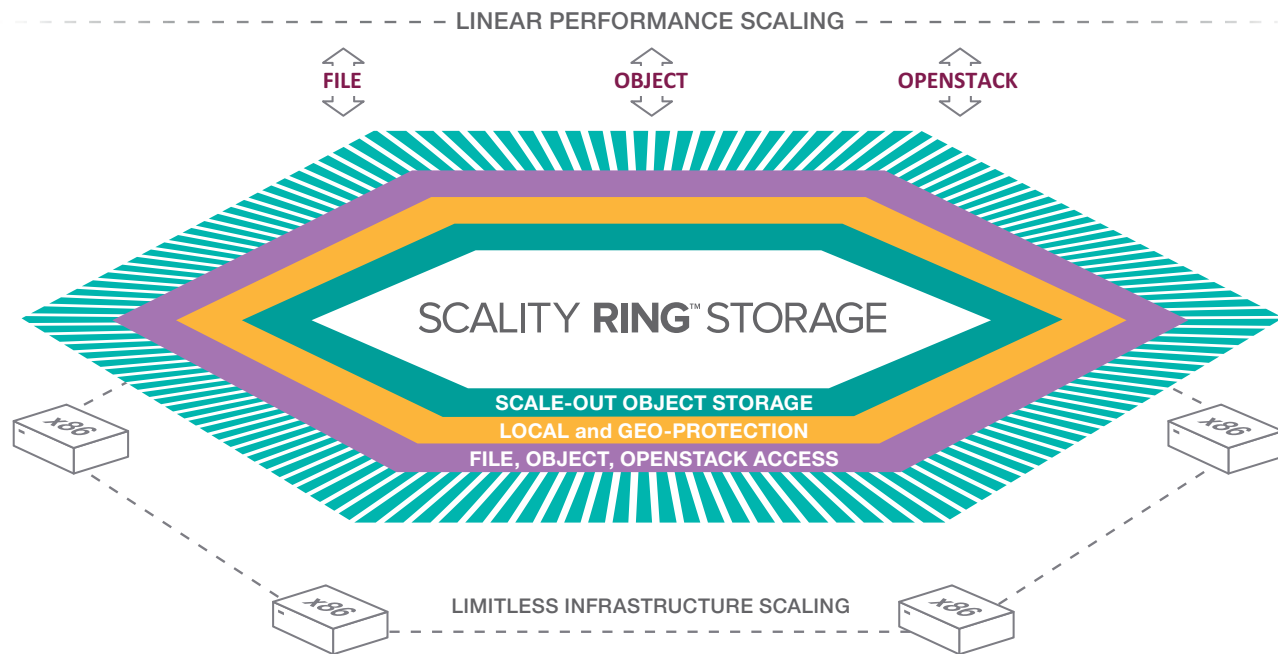 LINEAR PERFORMANCE SCALING
FILE
OBJECT
OPENSTACK
SCALITY RING™ STORAGE
SCALE-OUT OBJECT STORAGE
LOCAL and GEO-PROTECTION
FILE, OBJECT, OPENSTACK ACCESS
x86
x86
x86
LIMITLESS INFRASTRUCTURE SCALING
x86